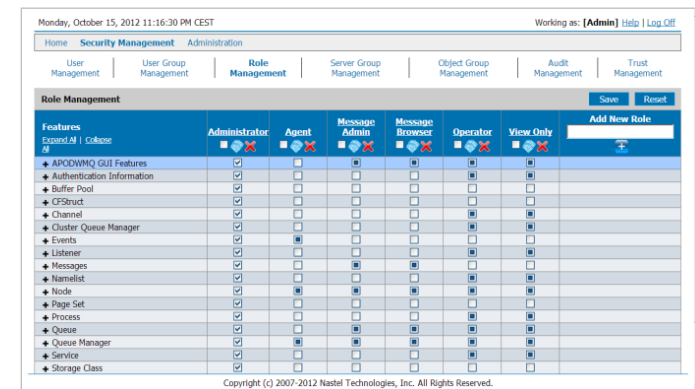 Monday, October 15, 2012 11:16:30 PM CEST Working as: [Admin] Help | Log Off
Home Security Management Administration
User Management User Group Management Role Management Server Group Management Object Group Management Audit Management Trust Management
Role Management Save Reset
Features
Expand All | Collapse All
Administrator Agent Message Admin Message Browser Operator View Only Add New Role
+ APODWMQ GUI Features
+ Authentication Information
+ Buffer Pool
+ CFStruct
+ Channel
+ Cluster Queue Manager
+ Events
+ Listener
+ Messages
+ Namelist
+ Node
+ Page Set
+ Process
+ Queue
+ Queue Manager
+ Service
+ Storage Class
Copyright (c) 2007-2012 Nastel Technologies, Inc. All Rights Reserved.